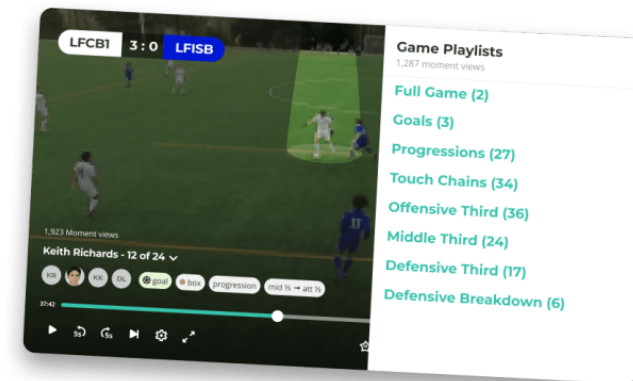 LFCB1 3 : 0 LFISB
1,923 Moment views
Keith Richards - 12 of 24
KR KK DL goal box progression mid ⅓ → att ⅓
37:42
5s 5s
Game Playlists
1,287 moment views
Full Game (2)
Goals (3)
Progressions (27)
Touch Chains (34)
Offensive Third (36)
Middle Third (24)
Defensive Third (17)
Defensive Breakdown (6)